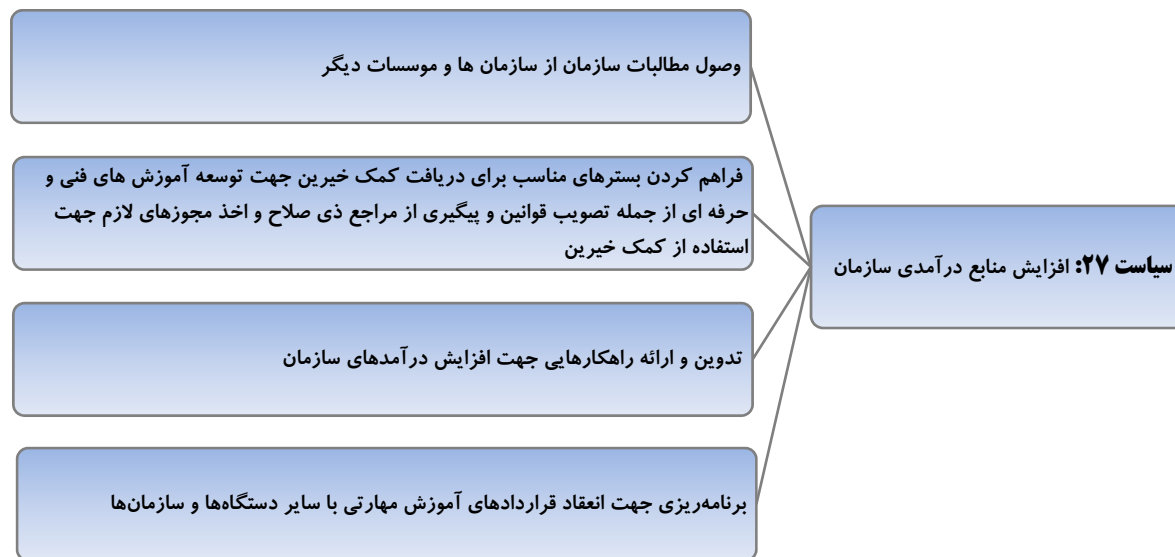 سیاست ۲۷: افزایش منابع درآمدی سازمان
وصول مطالبات سازمان از سازمان ها و موسسات دیگر
فراهم کردن بسترهای مناسب برای دریافت کمک خیرین جهت توسعه آموزش های فنی و
حرفه ای از جمله تصویب قوانین و پیگیری از مراجع ذی صلاح و اخذ مجوزهای لازم جهت
استفاده از کمک خیرین
تدوین و ارائه راهکارهایی جهت افزایش درآمدهای سازمان
برنامه‌ریزی جهت انعقاد قراردادهای آموزش مهارتی با سایر دستگاه‌ها و سازمان‌ها